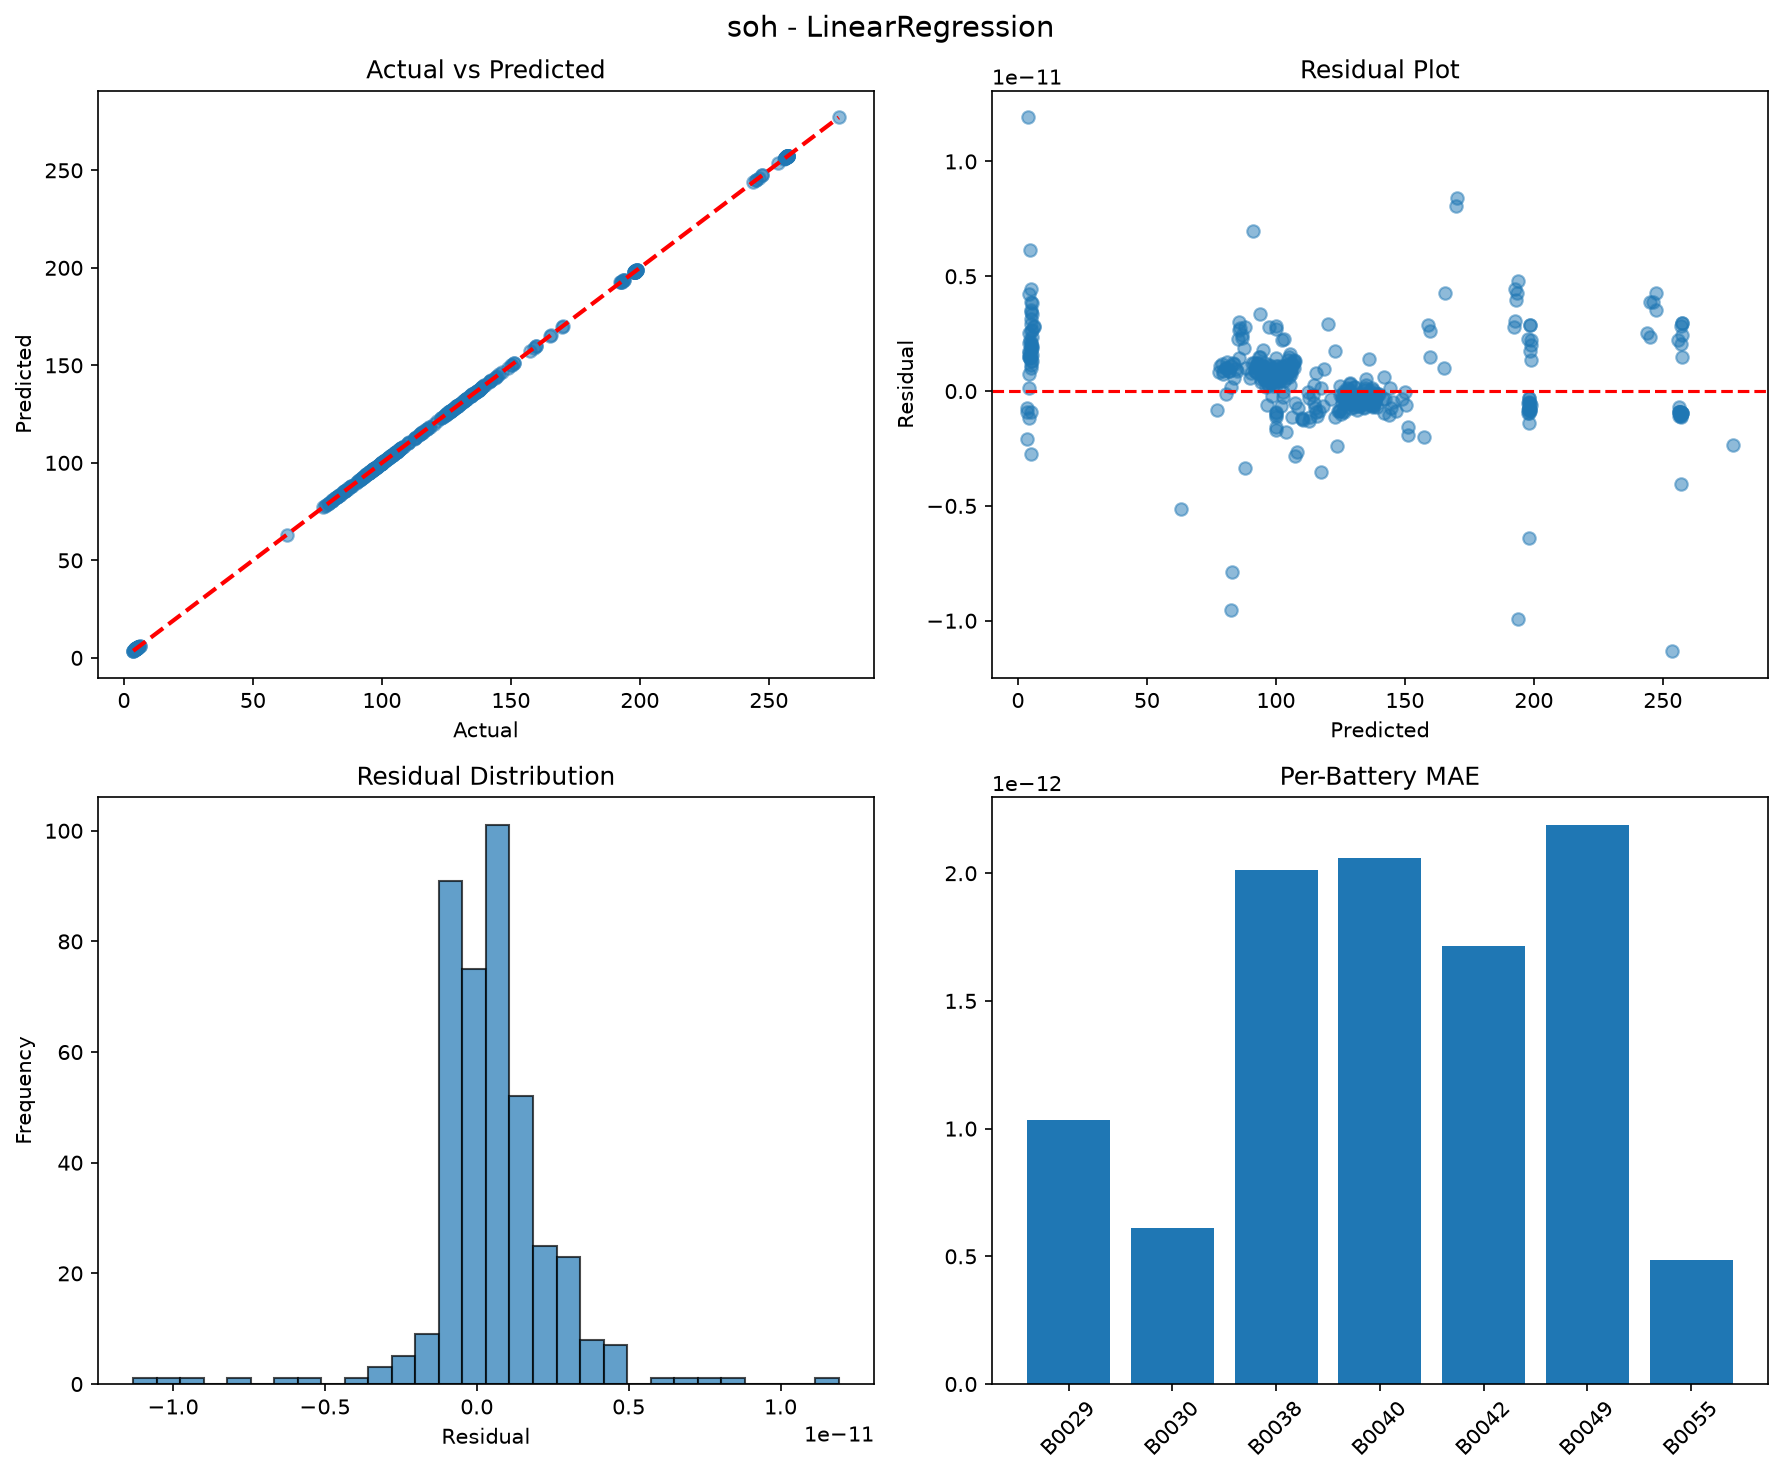 soh - LinearRegression
Actual vs Predicted
250
200
150
100
50
0
0 50 100 150 200 250
Predicted
Actual
Residual Plot
1e−11
1.0
0.5
0.0
−0.5
−1.0
0 50 100 150 200 250
Residual
Predicted
Residual Distribution
100
80
60
40
20
0
−1.0 −0.5 0.0 0.5 1.0
1e−11
Frequency
Residual
Per-Battery MAE
1e−12
2.0
1.5
1.0
0.5
0.0
B0029 B0030 B0038 B0040 B0042 B0049 B0055